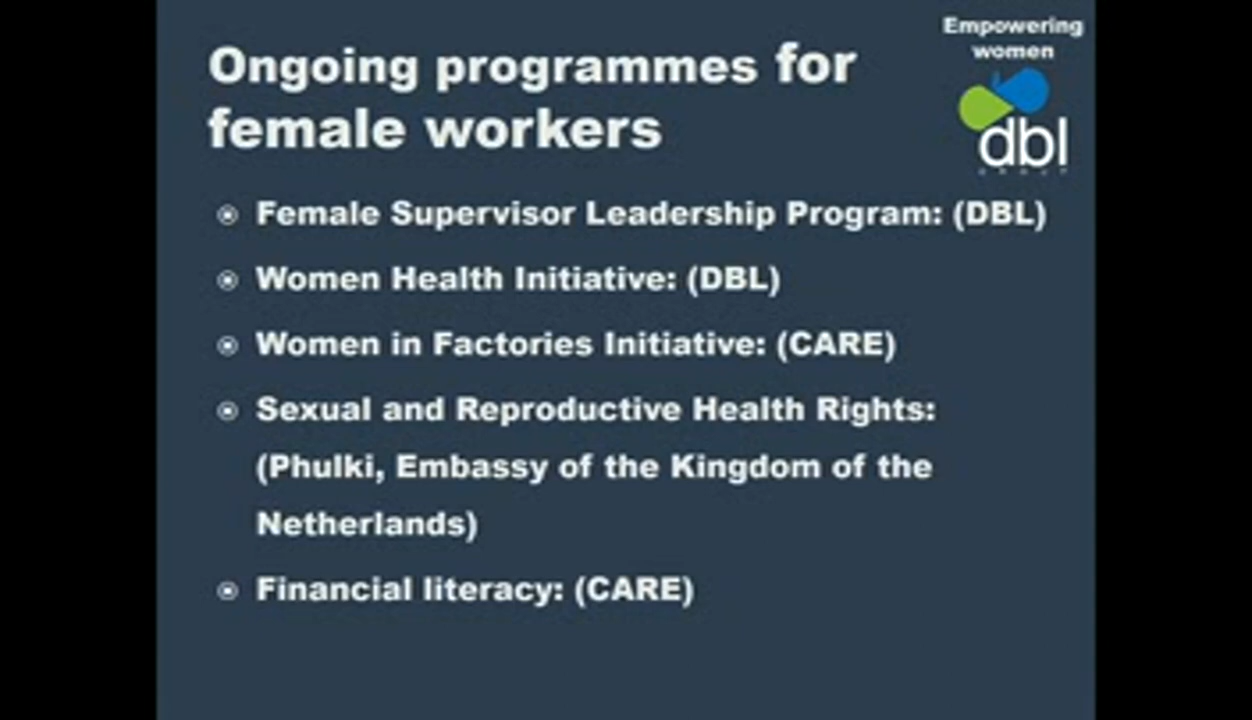 Empowering
women
Ongoing programmes for
female workers
dbl
GROUP
Female Supervisor Leadership Program: (DBL)
Women Health Initiative: (DBL)
Women in Factories Initiative: (CARE)
Sexual and Reproductive Health Rights:
(Phulki, Embassy of the Kingdom of the
Netherlands)
Financial literacy: (CARE)